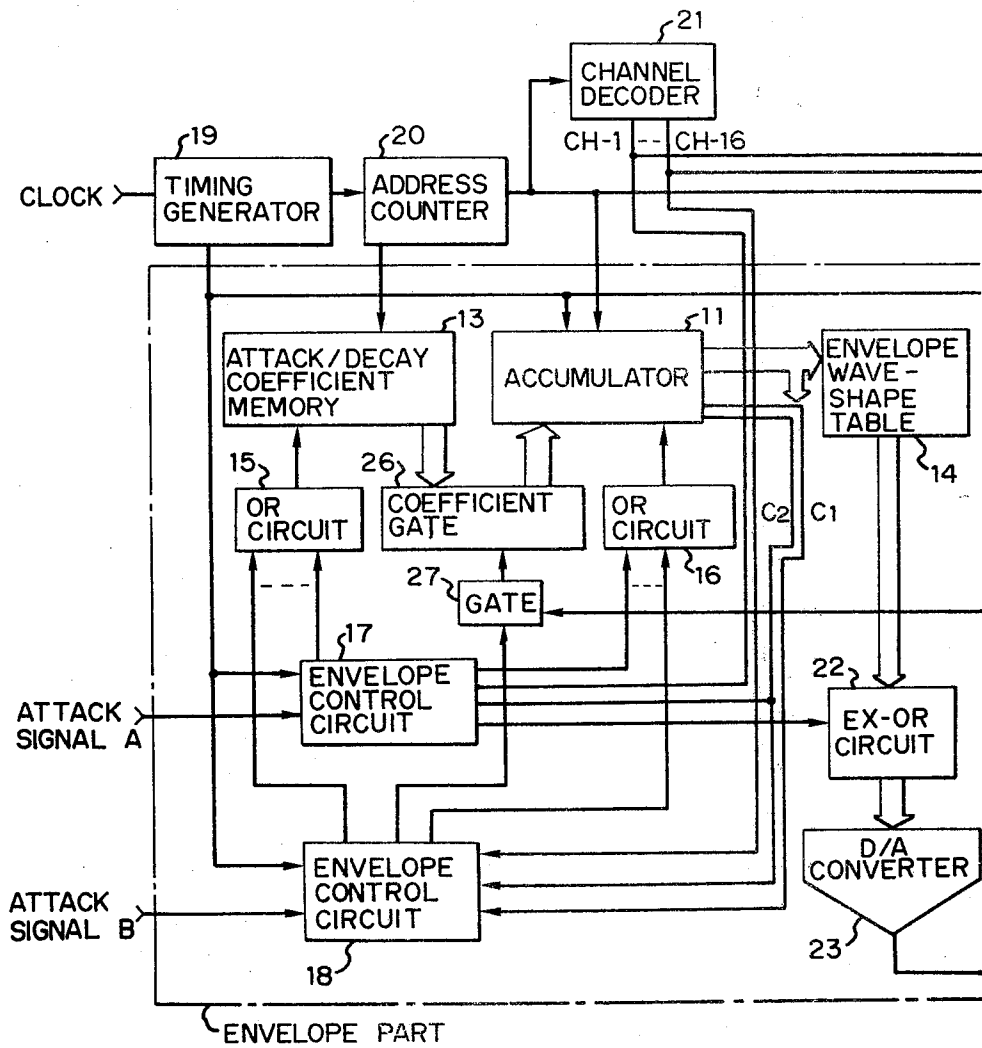 21
CHANNEL
DECODER
CH-1 -- CH-16
19
TIMING
GENERATOR
20
ADDRESS
COUNTER
CLOCK
13
ATTACK/DECAY
COEFFICIENT
MEMORY
11
ACCUMULATOR
ENVELOPE
WAVE-
SHAPE
TABLE
14
15
OR
CIRCUIT
26
COEFFICIENT
GATE
OR
CIRCUIT
16
C2
C1
27
GATE
17
ENVELOPE
CONTROL
CIRCUIT
ATTACK
SIGNAL A
22
EX-OR
CIRCUIT
ENVELOPE
CONTROL
CIRCUIT
18
ATTACK
SIGNAL B
D/A
CONVERTER
23
ENVELOPE PART